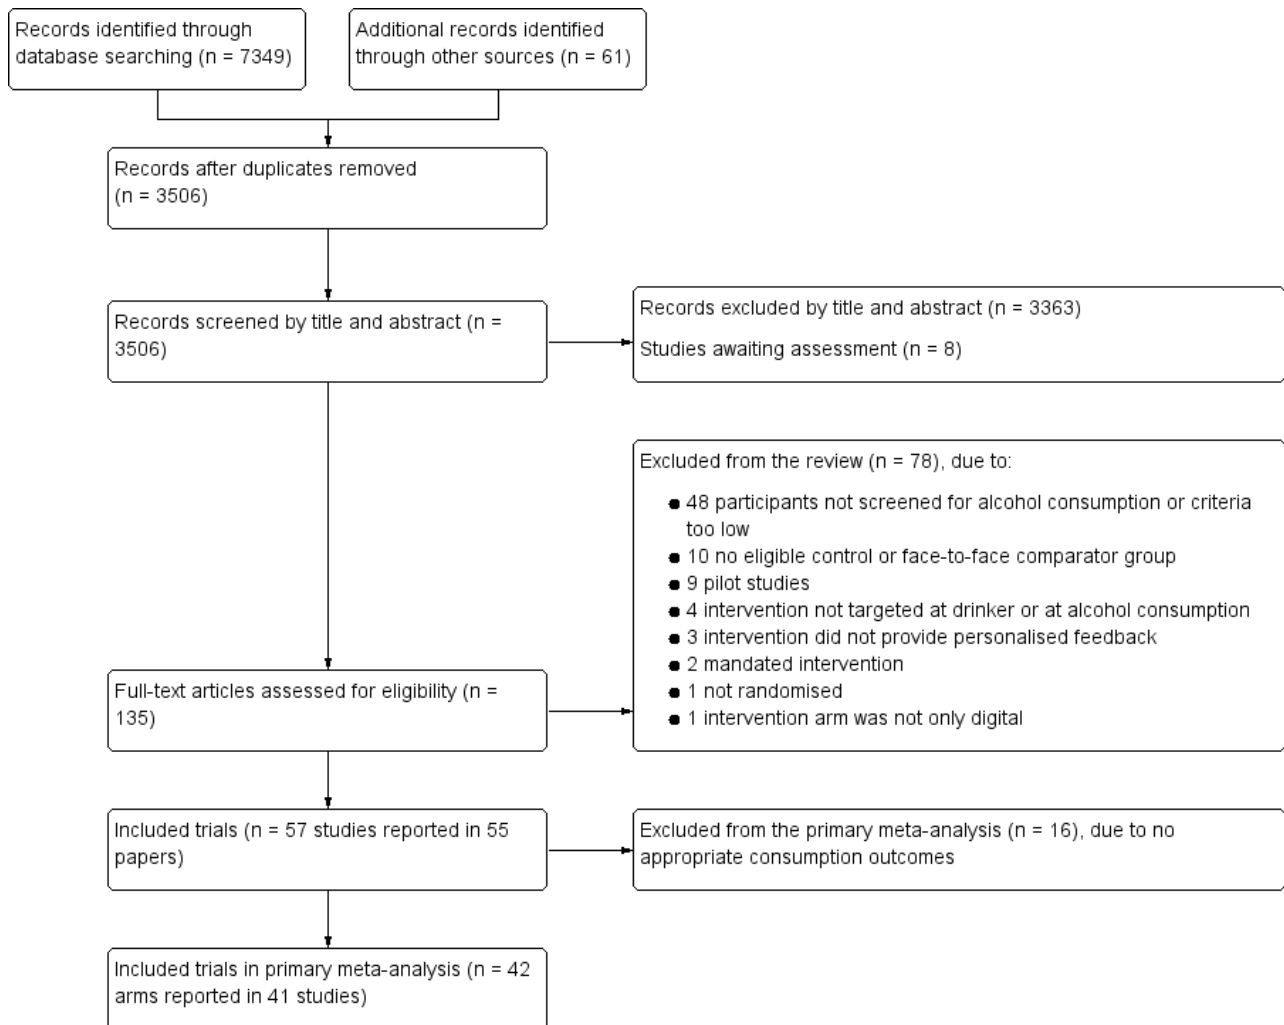 Records identified through
database searching (n = 7349)
Additional records identified
through other sources (n = 61)
Records after duplicates removed
(n = 3506)
Records screened by title and abstract (n =
3506)
Records excluded by title and abstract (n = 3363)
Studies awaiting assessment (n = 8)
Excluded from the review (n = 78), due to:
● 48 participants not screened for alcohol consumption or criteria
too low
● 10 no eligible control or face-to-face comparator group
● 9 pilot studies
● 4 intervention not targeted at drinker or at alcohol consumption
● 3 intervention did not provide personalised feedback
● 2 mandated intervention
● 1 not randomised
● 1 intervention arm was not only digital
Full-text articles assessed for eligibility (n =
135)
Included trials (n = 57 studies reported in 55
papers)
Excluded from the primary meta-analysis (n = 16), due to no
appropriate consumption outcomes
Included trials in primary meta-analysis (n = 42
arms reported in 41 studies)